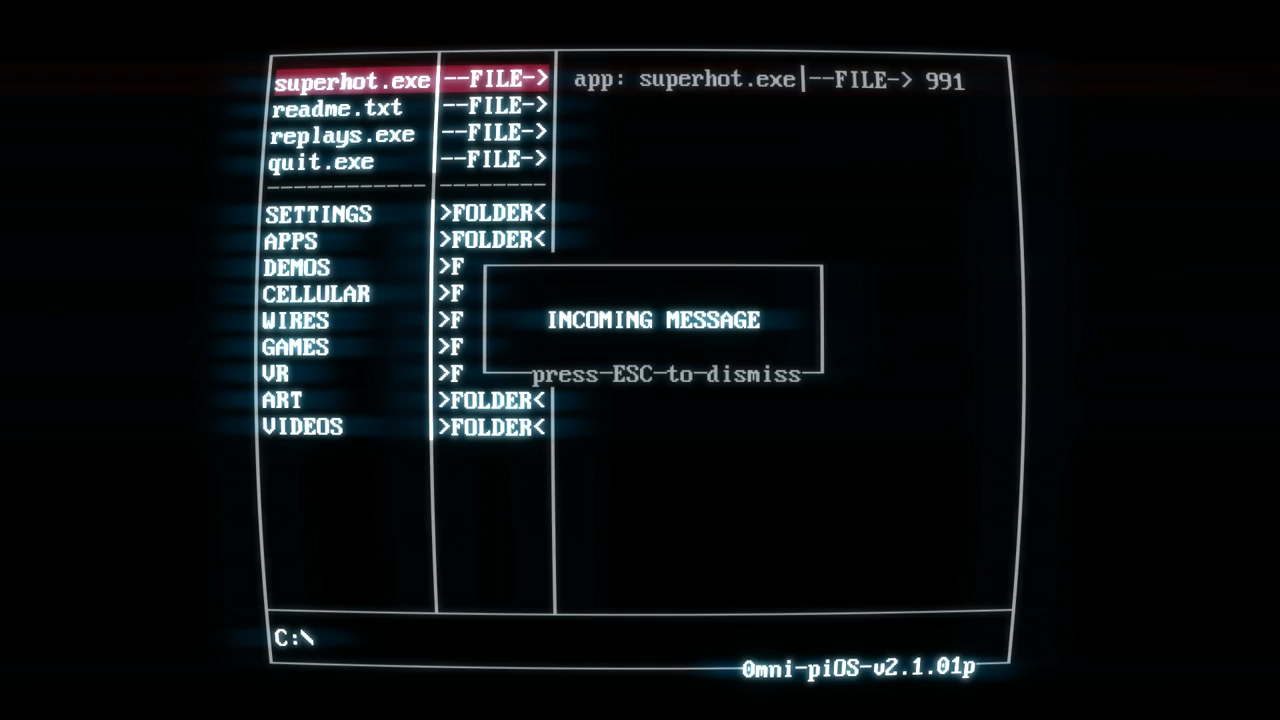 superhot.exe --FILE-> app: superhot.exe|--FILE-> 991
readme.txt --FILE->
replays.exe --FILE->
quit.exe --FILE->
------------ --------
SETTINGS >FOLDER<
APPS >FOLDER<
DEMOS >F
CELLULAR >F
WIRES >F
GAMES >F
VR >F
ART >FOLDER<
VIDEOS >FOLDER<
INCOMING MESSAGE
press-ESC-to-dismiss
C:\
0mni-piOS-v2.1.01p